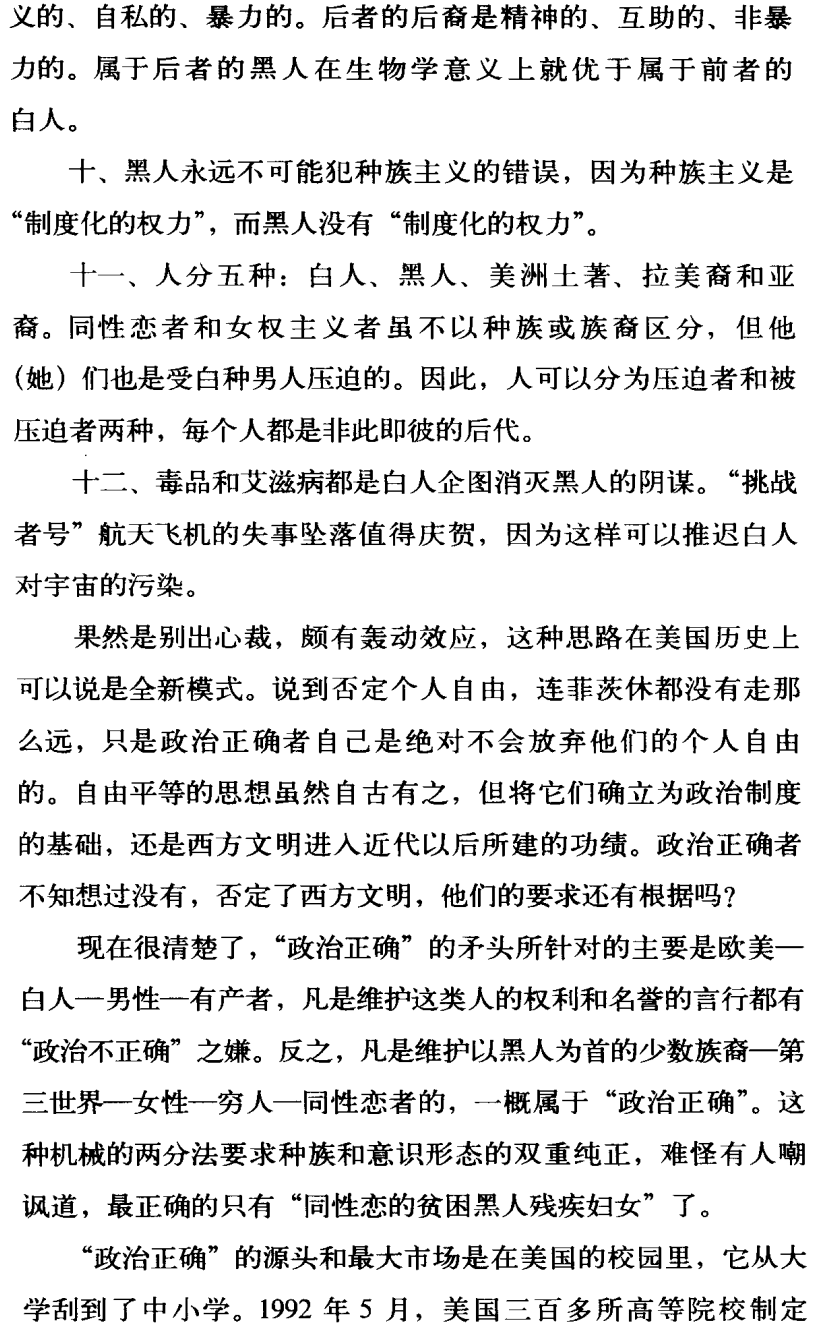 义的、自私的、暴力的。后者的后裔是精神的、互助的、非暴
力的。属于后者的黑人在生物学意义上就优于属于前者的
白人。
十、黑人永远不可能犯种族主义的错误，因为种族主义是
“制度化的权力”，而黑人没有“制度化的权力”。
十一、人分五种：白人、黑人、美洲土著、拉美裔和亚
裔。同性恋者和女权主义者虽不以种族或族裔区分，但他
(她）们也是受白种男人压迫的。因此，人可以分为压迫者和被
压迫者两种，每个人都是非此即彼的后代。
十二、毒品和艾滋病都是白人企图消灭黑人的阴谋。“挑战
者号”航天飞机的失事坠落值得庆贺，因为这样可以推迟白人
对宇宙的污染。
果然是别出心裁，颇有轰动效应，这种思路在美国历史上
可以说是全新模式。说到否定个人自由，连菲茨休都没有走那
么远，只是政治正确者自己是绝对不会放弃他们的个人自由
的。自由平等的思想虽然自古有之，但将它们确立为政治制度
的基础，还是西方文明进入近代以后所建的功绩。政治正确者
不知想过没有，否定了西方文明，他们的要求还有根据吗？
现在很清楚了，“政治正确”的矛头所针对的主要是欧美—
白人—男性—有产者，凡是维护这类人的权利和名誉的言行都有
“政治不正确”之嫌。反之，凡是维护以黑人为首的少数族裔—第
三世界—女性—穷人—同性恋者的，一概属于“政治正确”。这
种机械的两分法要求种族和意识形态的双重纯正，难怪有人嘲
讽道，最正确的只有“同性恋的贫困黑人残疾妇女”了。
“政治正确”的源头和最大市场是在美国的校园里，它从大
学刮到了中小学。1992 年 5 月，美国三百多所高等院校制定